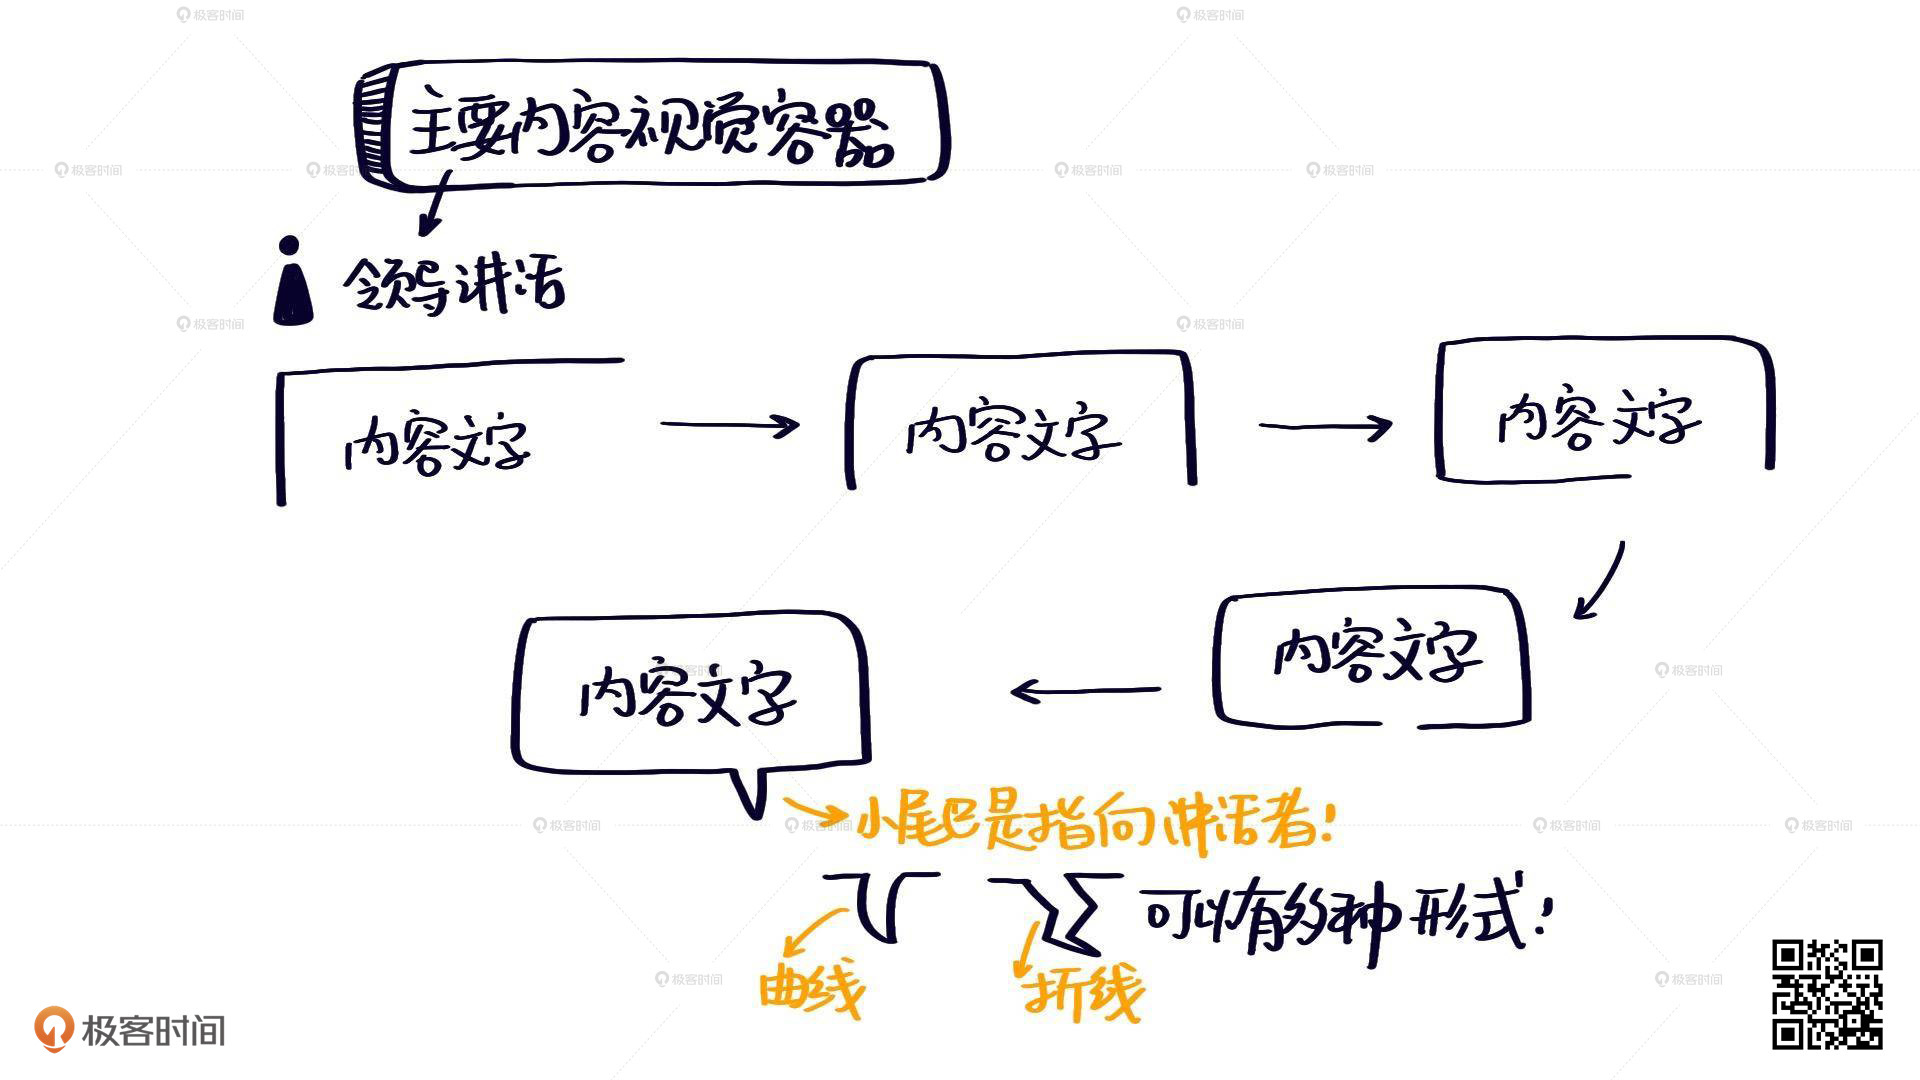 主要内容视觉容器
领导讲话
内容文字
内容文字
内容文字
内容文字
内容文字
小尾巴是指向讲话者!
可以有多种形式!
曲线
折线
极客时间